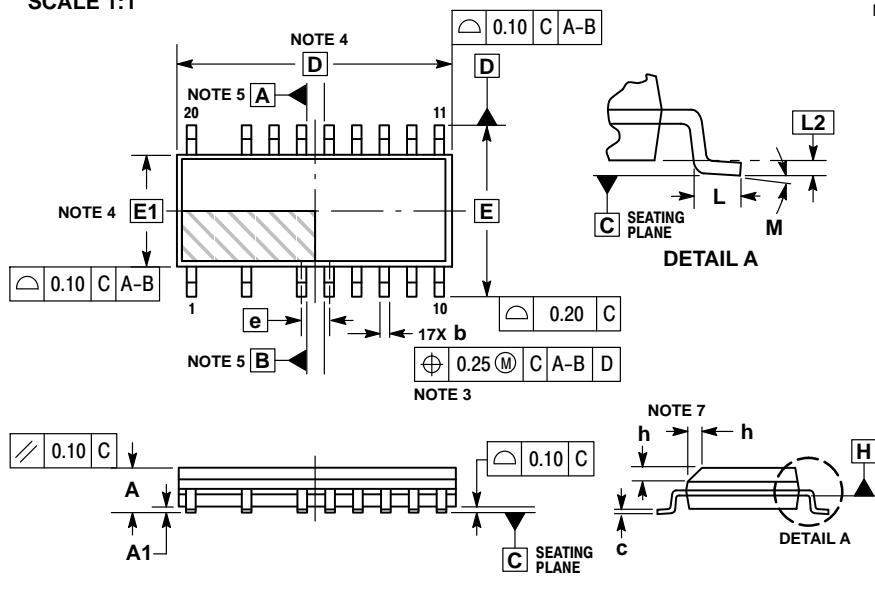 SCALE 1:1
NOTE 4
D
⌓ 0.10 C A–B
NOTE 5 A
D
20
11
L2
NOTE 4 E1
E
L
C SEATING PLANE
M
DETAIL A
⌓ 0.10 C A–B
1
10
e
17X b
⌓ 0.20 C
NOTE 5 B
⌖ 0.25 Ⓜ C A–B D
NOTE 3
NOTE 7
h
h
⫽ 0.10 C
A
⌓ 0.10 C
H
A1
C SEATING PLANE
c
DETAIL A